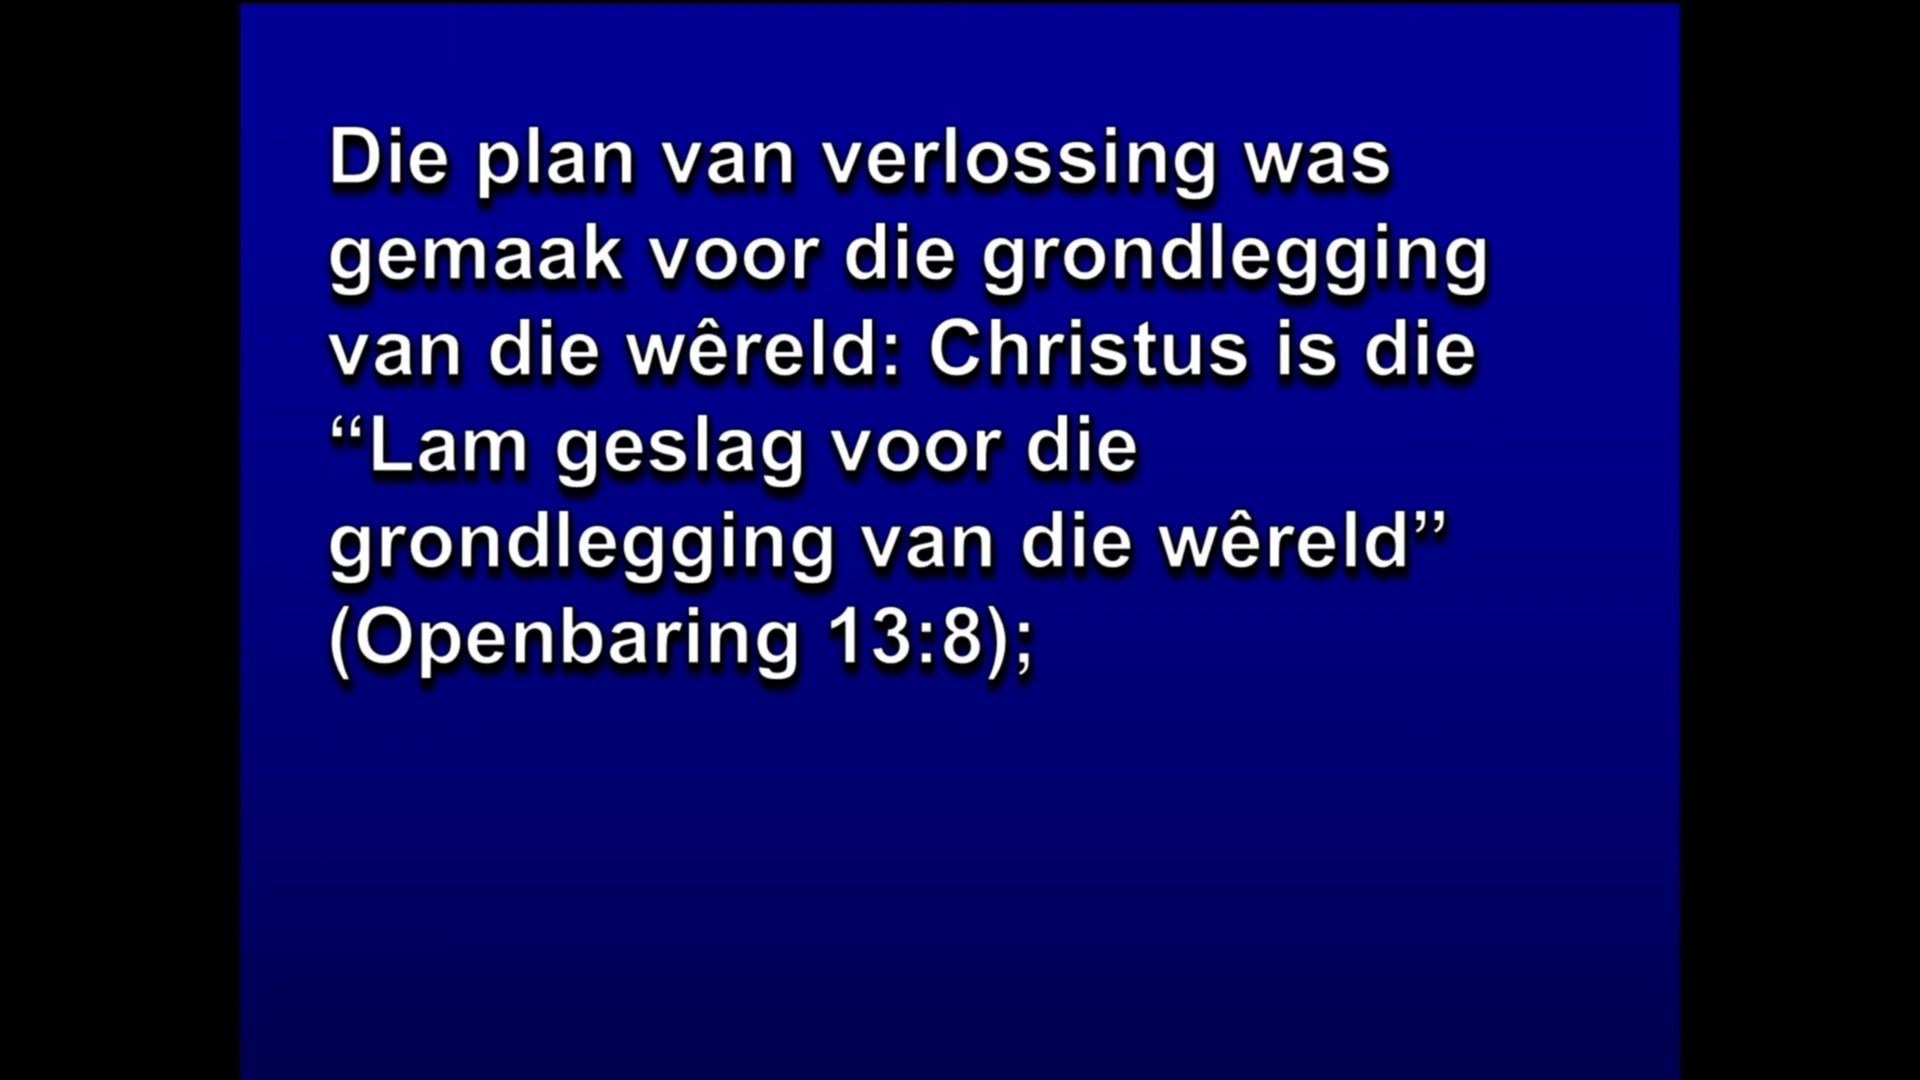 Die plan van verlossing was
gemaak voor die grondlegging
van die wêreld: Christus is die
“Lam geslag voor die
grondlegging van die wêreld”
(Openbaring 13:8);